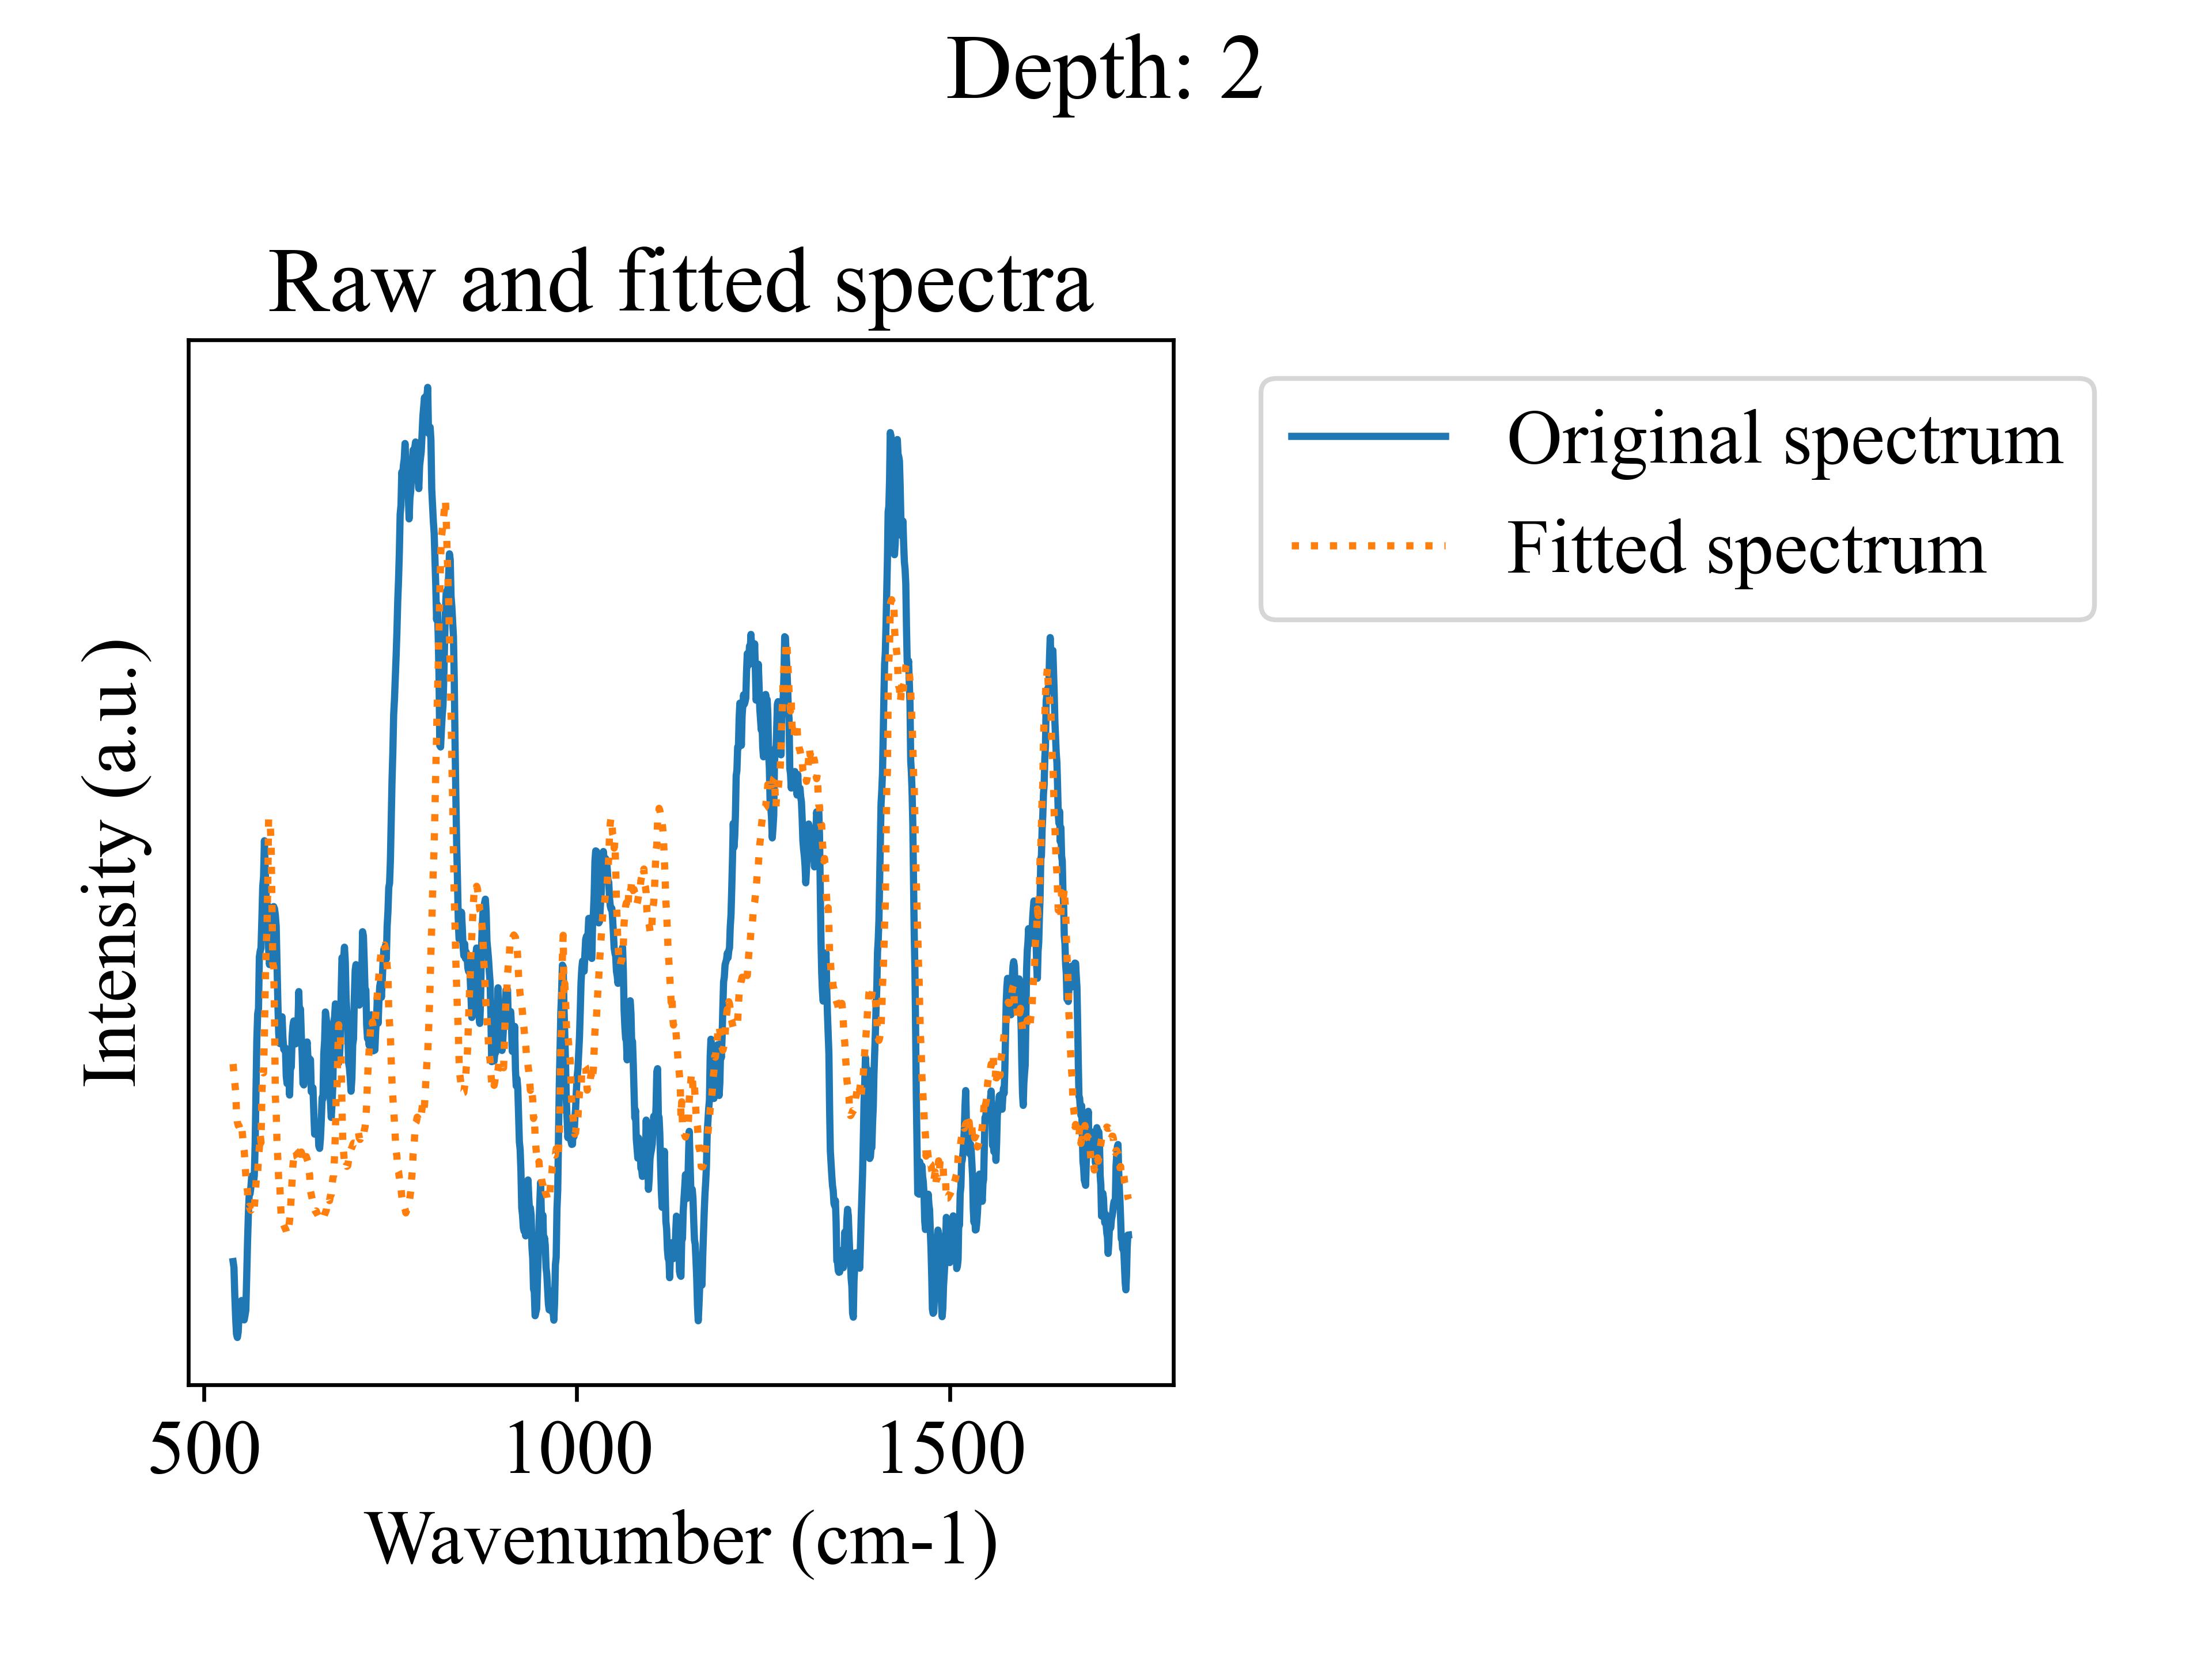 Depth: 2
Raw and fitted spectra
Original spectrum
Fitted spectrum
Intensity (a.u.)
500 1000 1500
Wavenumber (cm-1)